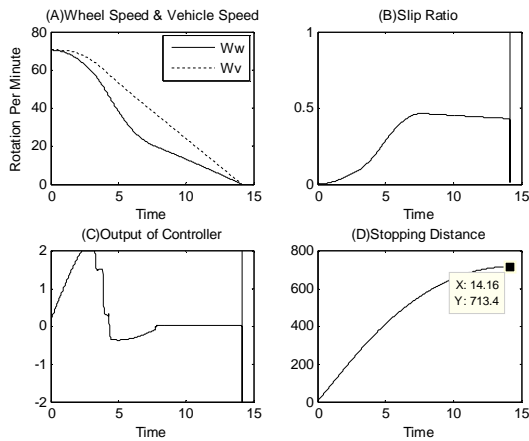 (A)Wheel Speed & Vehicle Speed
80
60
40
20
0
Rotation Per Minute
Ww
Wv
0 5 10 15
Time
(B)Slip Ratio
1
0.5
0
0 5 10 15
Time
(C)Output of Controller
2
1
0
-1
-2
0 5 10 15
Time
(D)Stopping Distance
800
600
400
200
0
X: 14.16
Y: 713.4
0 5 10 15
Time